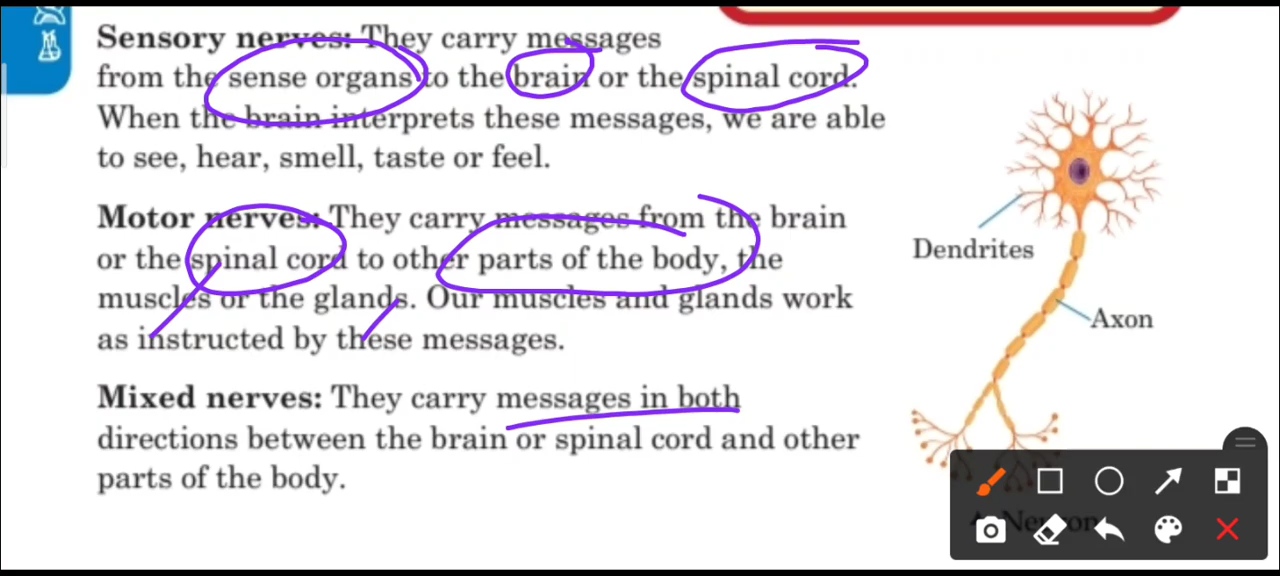 Sensory nerves: They carry messages
from the sense organs to the brain or the spinal cord.
When the brain interprets these messages, we are able
to see, hear, smell, taste or feel.
Motor nerves: They carry messages from the brain
or the spinal cord to other parts of the body, the
muscles or the glands. Our muscles and glands work
as instructed by these messages.
Mixed nerves: They carry messages in both
directions between the brain or spinal cord and other
parts of the body.
Dendrites
Axon
Neuron